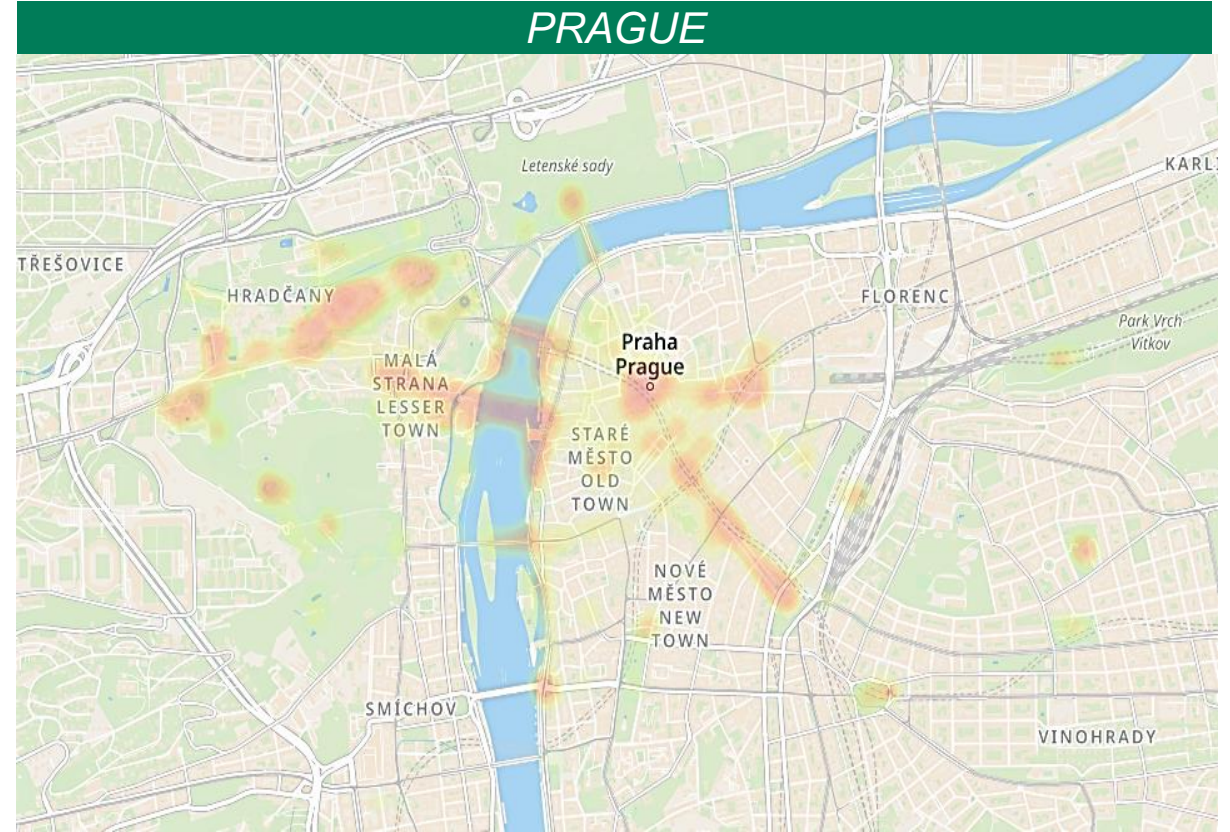 PRAGUE
Letenské sady
KARLI
TŘEŠOVICE
HRADČANY
FLORENC
Park Vrch
Vítkov
Praha
Prague
MALÁ
STRANA
LESSER
TOWN
STARÉ
MĚSTO
OLD
TOWN
NOVÉ
MĚSTO
NEW
TOWN
SMÍCHOV
VINOHRADY